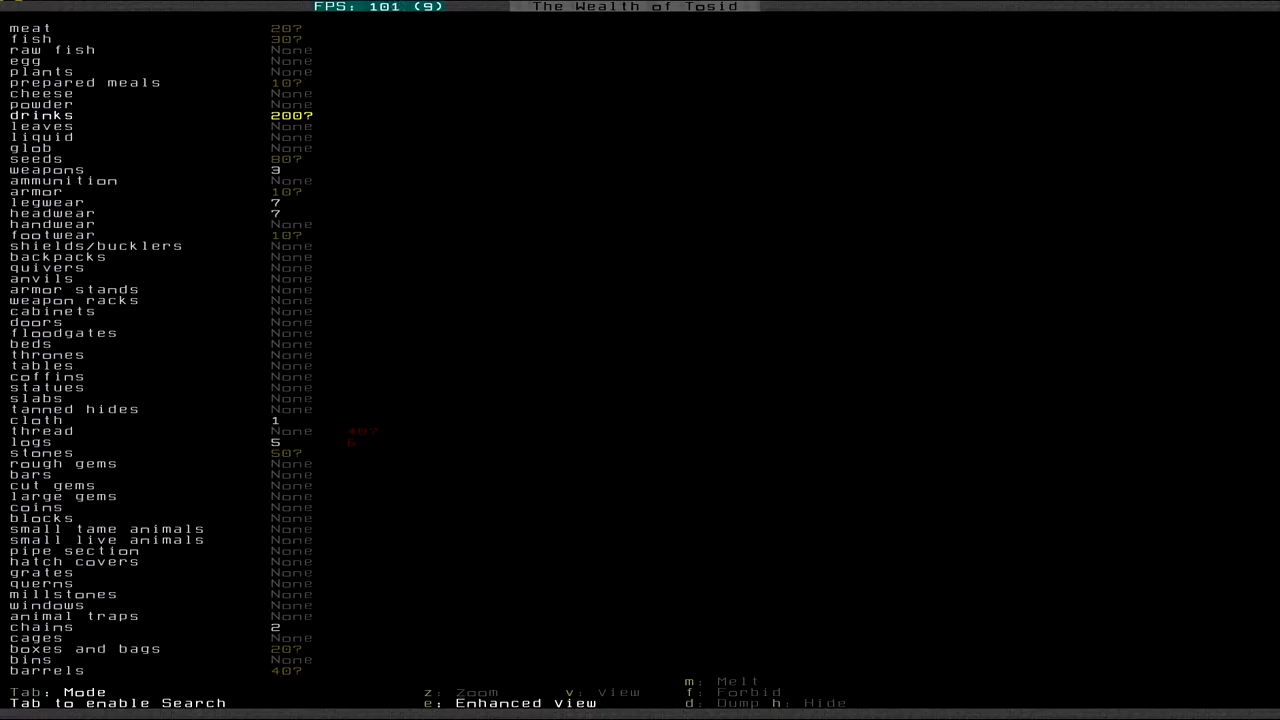 FPS: 101 (9) The Wealth of Tosid
meat 20?
fish 30?
raw fish None
egg None
plants None
prepared meals 10?
cheese None
powder None
drinks 200?
leaves None
liquid None
glob None
seeds 80?
weapons 3
ammunition None
armor 10?
legwear 7
headwear 7
handwear None
footwear 10?
shields/bucklers None
backpacks None
quivers None
anvils None
armor stands None
weapon racks None
cabinets None
doors None
floodgates None
beds None
thrones None
tables None
coffins None
statues None
slabs None
tanned hides None
cloth 1
thread None 40?
logs 5 6
stones 50?
rough gems None
bars None
cut gems None
large gems None
coins None
blocks None
small tame animals None
small live animals None
pipe section None
hatch covers None
grates None
querns None
millstones None
windows None
animal traps None
chains 2
cages None
boxes and bags 20?
bins None
barrels 40?
m: Melt
Tab: Mode z: Zoom v: View f: Forbid
Tab to enable Search e: Enhanced View d: Dump h: Hide